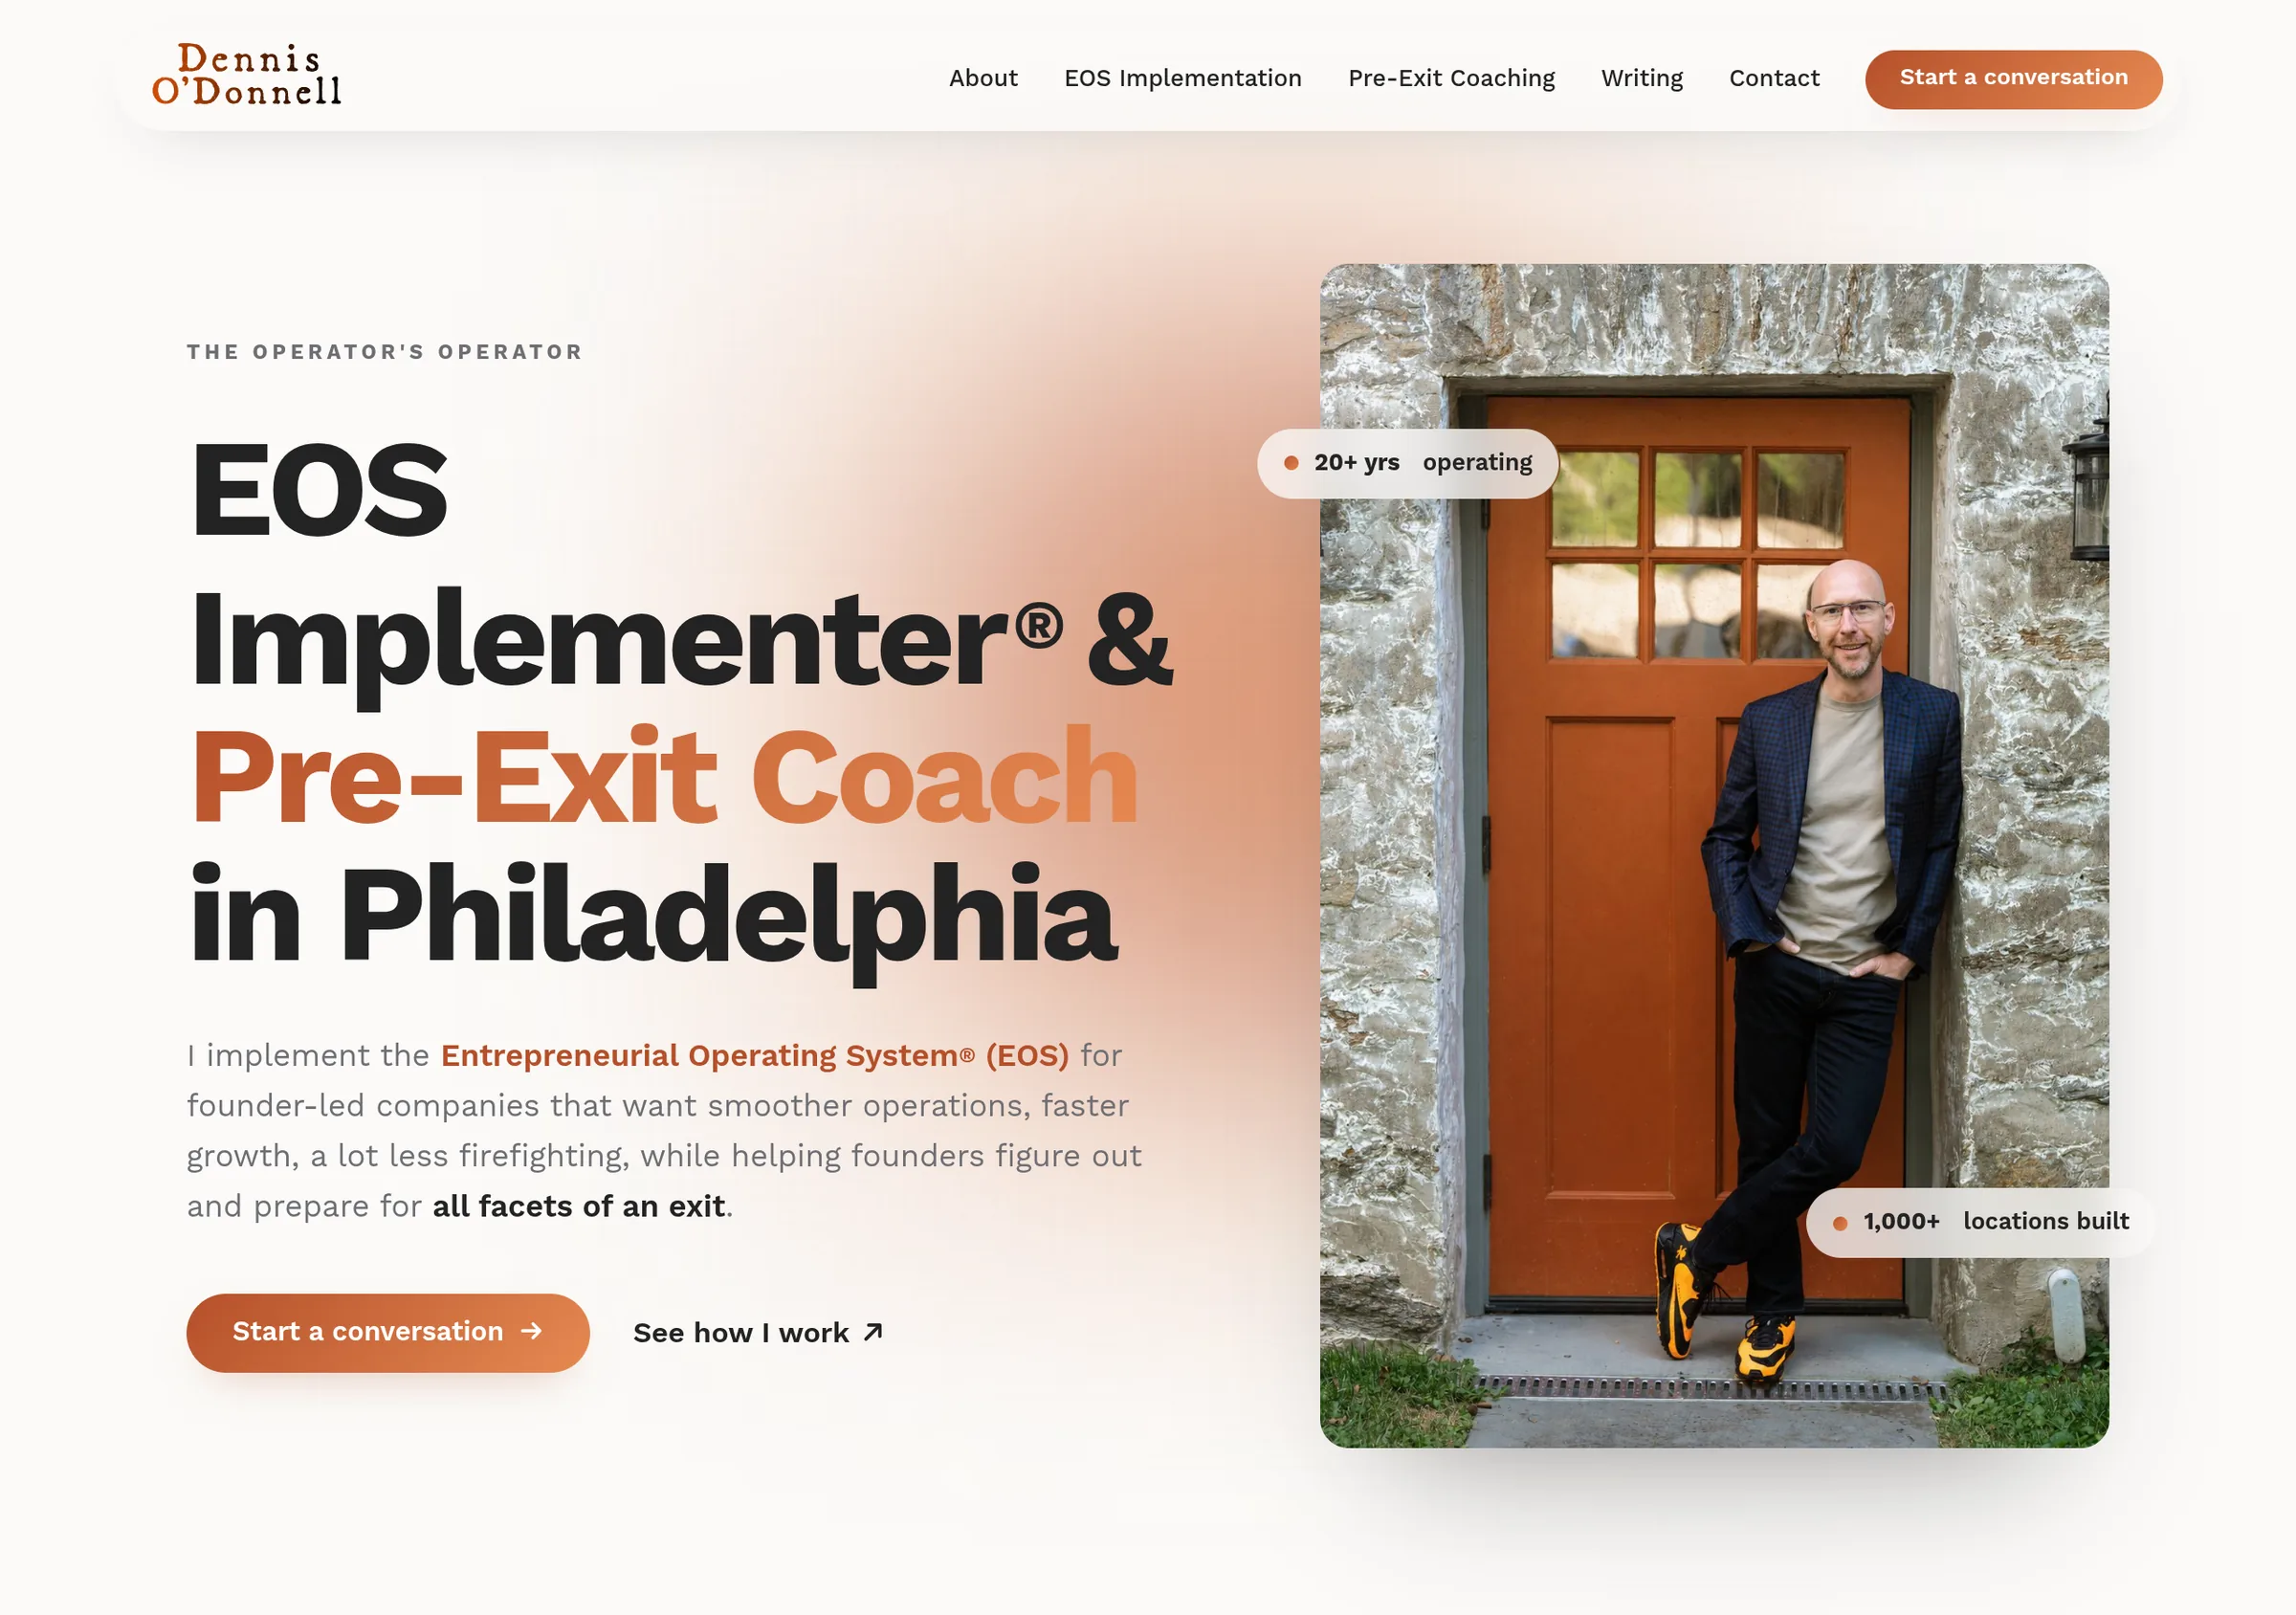 Dennis
O’Donnell
About
EOS Implementation
Pre-Exit Coaching
Writing
Contact
Start a conversation
THE OPERATOR'S OPERATOR
EOS
Implementer® &
Pre-Exit Coach
in Philadelphia
I implement the Entrepreneurial Operating System® (EOS) for
founder-led companies that want smoother operations, faster
growth, a lot less firefighting, while helping founders figure out
and prepare for all facets of an exit.
Start a conversation →
See how I work ↗
20+ yrs operating
1,000+ locations built